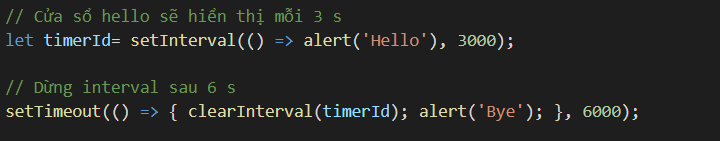 // Cửa sổ hello sẽ hiển thị mỗi 3 s
let timerId= setInterval(() => alert('Hello'), 3000);
// Dừng interval sau 6 s
setTimeout(() => { clearInterval(timerId); alert('Bye'); }, 6000);